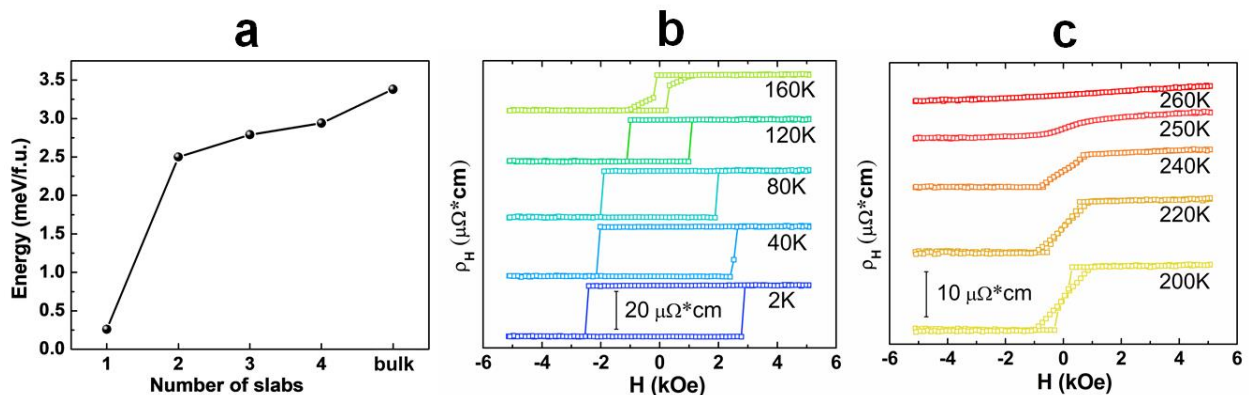 a
b
c
Energy (meV/f.u.)
3.5
3.0
2.5
2.0
1.5
1.0
0.5
0.0
1
2
3
4
bulk
Number of slabs
ρH (μΩ*cm)
160K
120K
80K
40K
2K
20 μΩ*cm
-6
-4
-2
0
2
4
6
H (kOe)
ρH (μΩ*cm)
260K
250K
240K
220K
200K
10 μΩ*cm
-6
-4
-2
0
2
4
6
H (kOe)